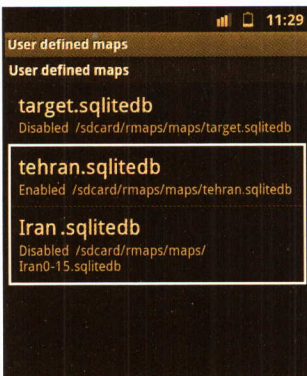 11:29
User defined maps
User defined maps
target.sqlitedb
Disabled /sdcard/rmaps/maps/target.sqlitedb
tehran.sqlitedb
Enabled /sdcard/rmaps/maps/tehran.sqlitedb
Iran .sqlitedb
Disabled /sdcard/rmaps/maps/
Iran0-15.sqlitedb